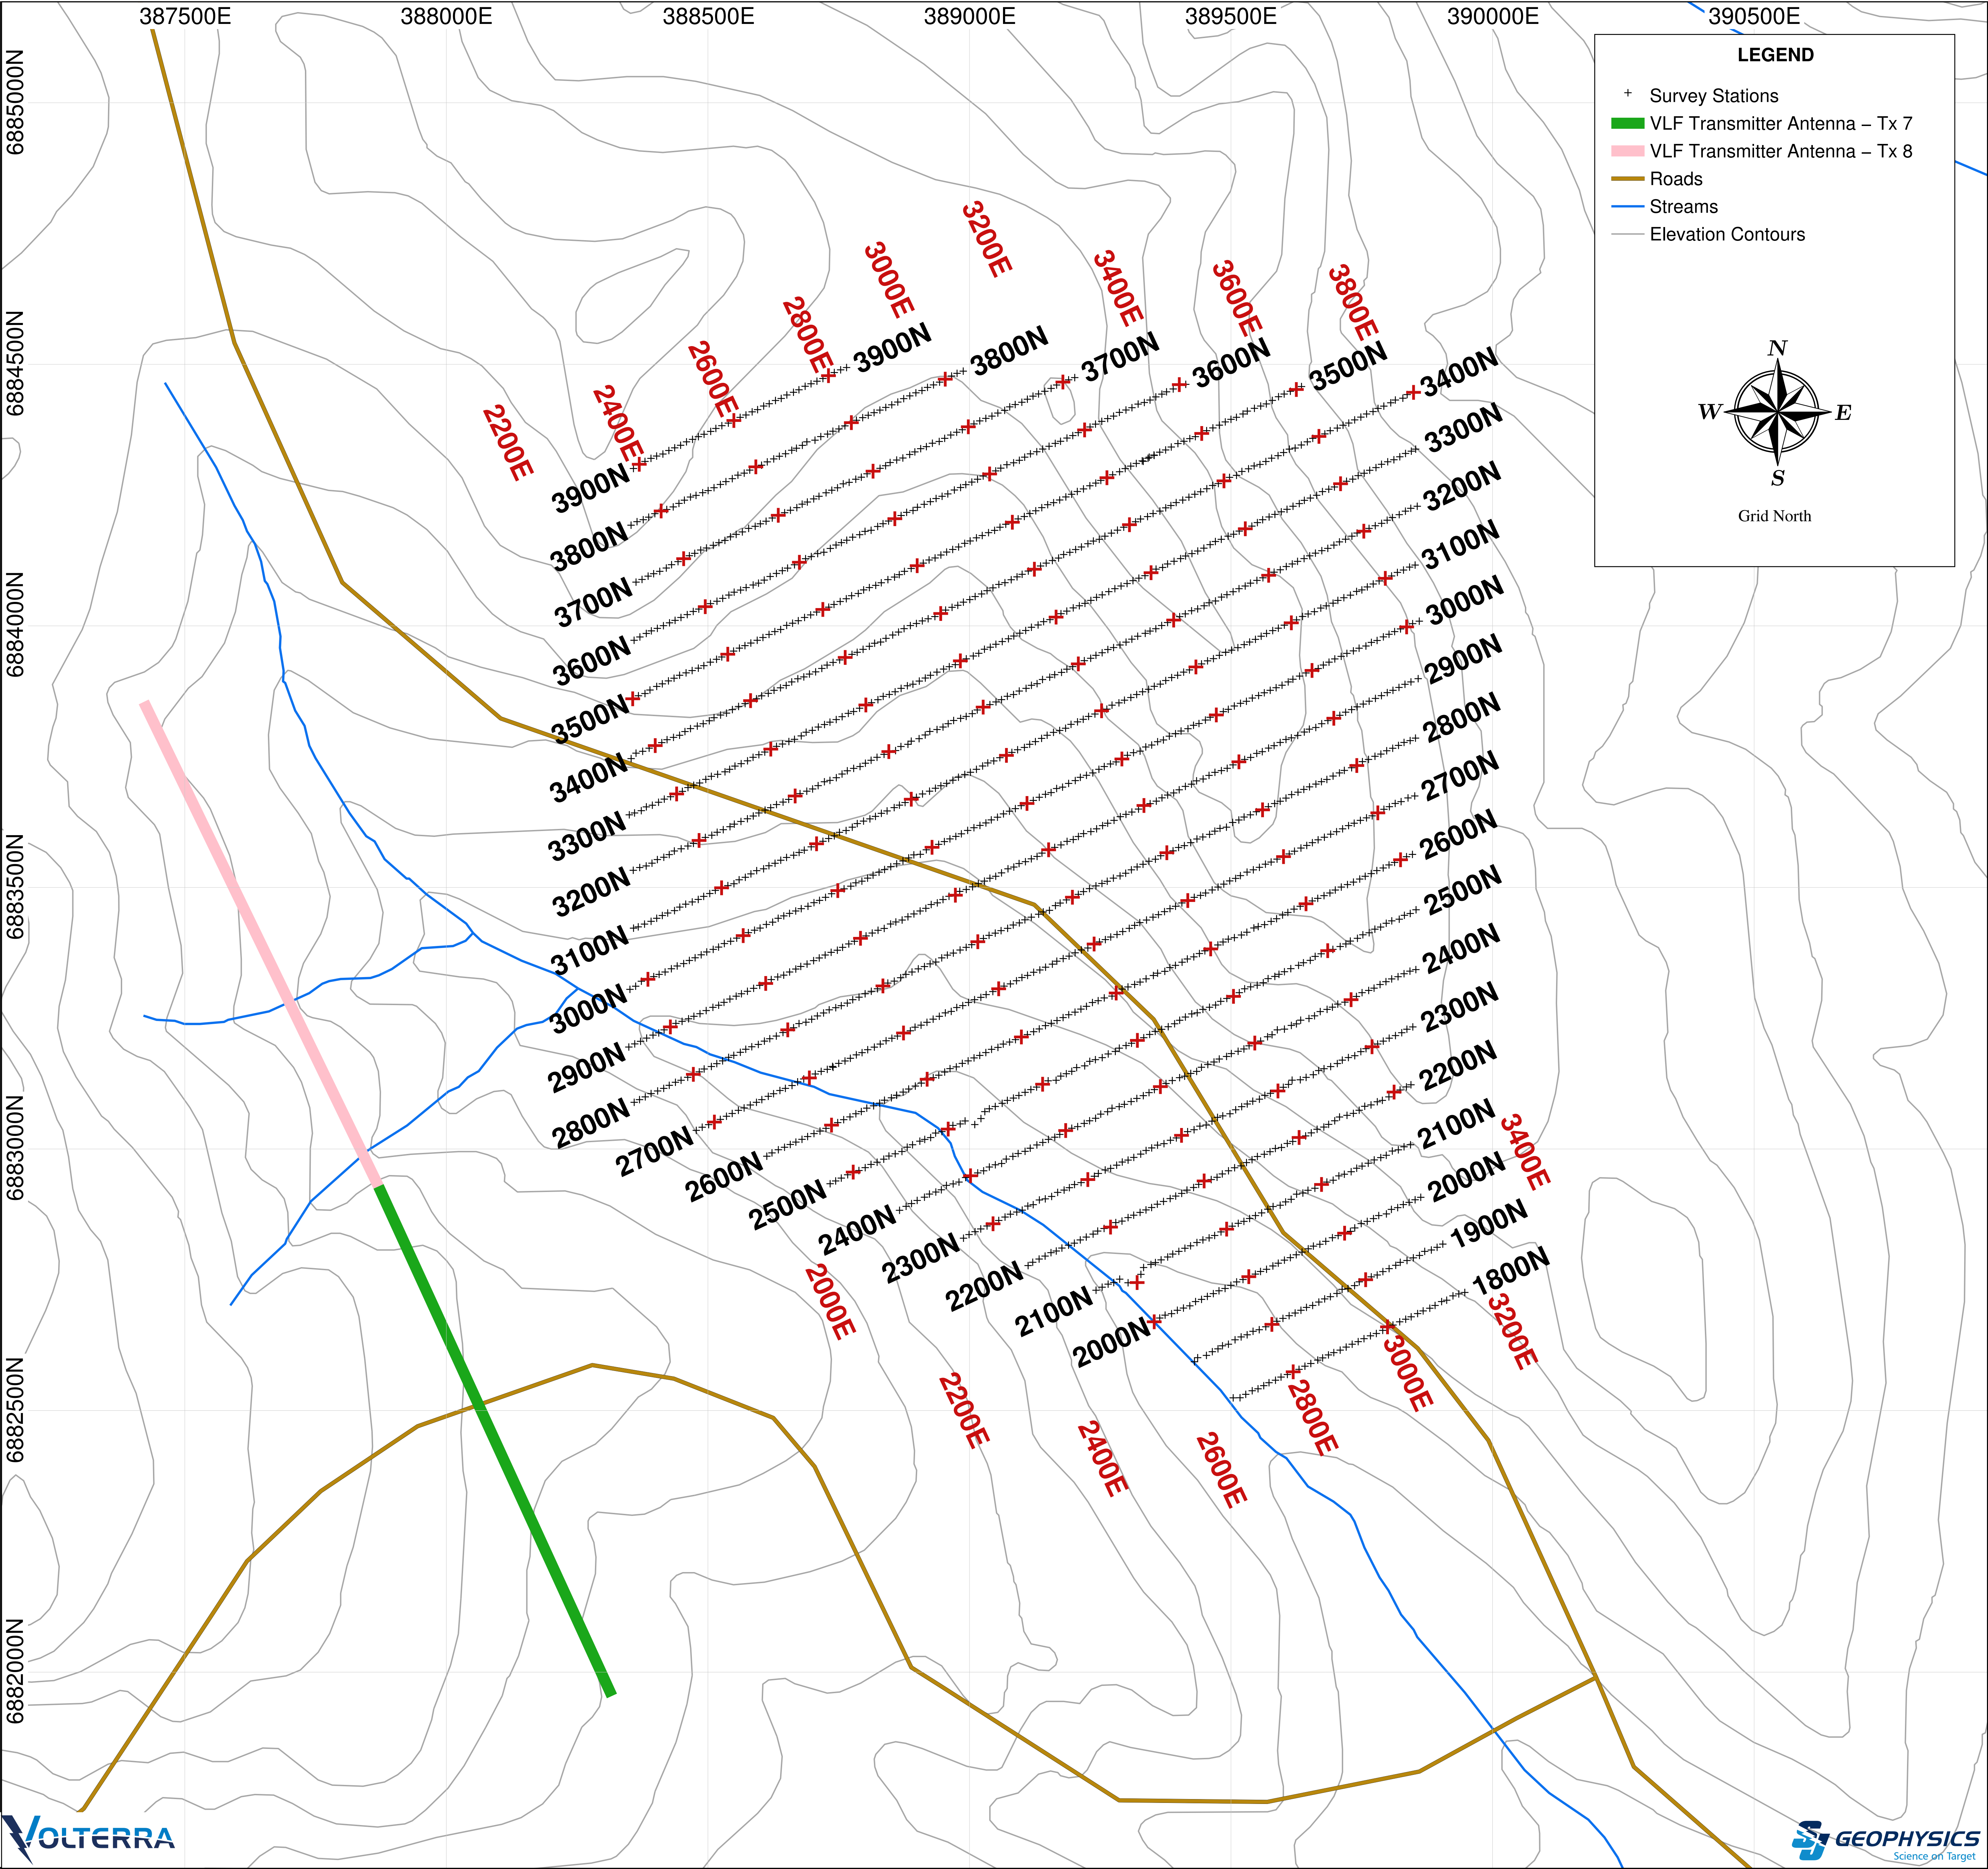 387500E
388000E
388500E
389000E
389500E
390000E
390500E
6885000N
6884500N
6884000N
6883500N
6883000N
6882500N
6882000N
LEGEND
Survey Stations
VLF Transmitter Antenna – Tx 7
VLF Transmitter Antenna – Tx 8
Roads
Streams
Elevation Contours
N
W
E
S
Grid North
2200E
2400E
2600E
2800E
3000E
3200E
3400E
3600E
3800E
3900N
3800N
3700N
3600N
3500N
3400N
3300N
3200N
3100N
3000N
2900N
2800N
2700N
2600N
2500N
2400N
2300N
2200N
2100N
2000N
1900N
1800N
3900N
3800N
3700N
3600N
3500N
3400N
3300N
3200N
3100N
3000N
2900N
2800N
2700N
2600N
2500N
2400N
2300N
2200N
2100N
2000N
2000E
2200E
2400E
2600E
2800E
3000E
3200E
3400E
VOLTERRA
SJ GEOPHYSICS
Science on Target